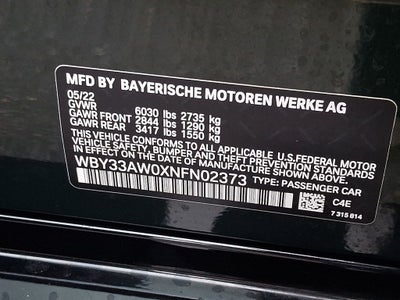 MFD BY BAYERISCHE MOTOREN WERKE AG
05/22
GVWR 6030 lbs 2735 kg
GAWR FRONT 2844 lbs 1290 kg
GAWR REAR 3417 lbs 1550 kg
THIS VEHICLE CONFORMS TO ALL APPLICABLE U.S.FEDERAL MOTOR
VEHICLE SAFETY, BUMPER, AND THEFT PREVENTION STANDARDS
IN EFFECT ON THE DATE OF MANUFACTURE SHOWN ABOVE.
WBY33AW0XNFN02373 TYPE: PASSENGER CAR
C4E
7 315 814